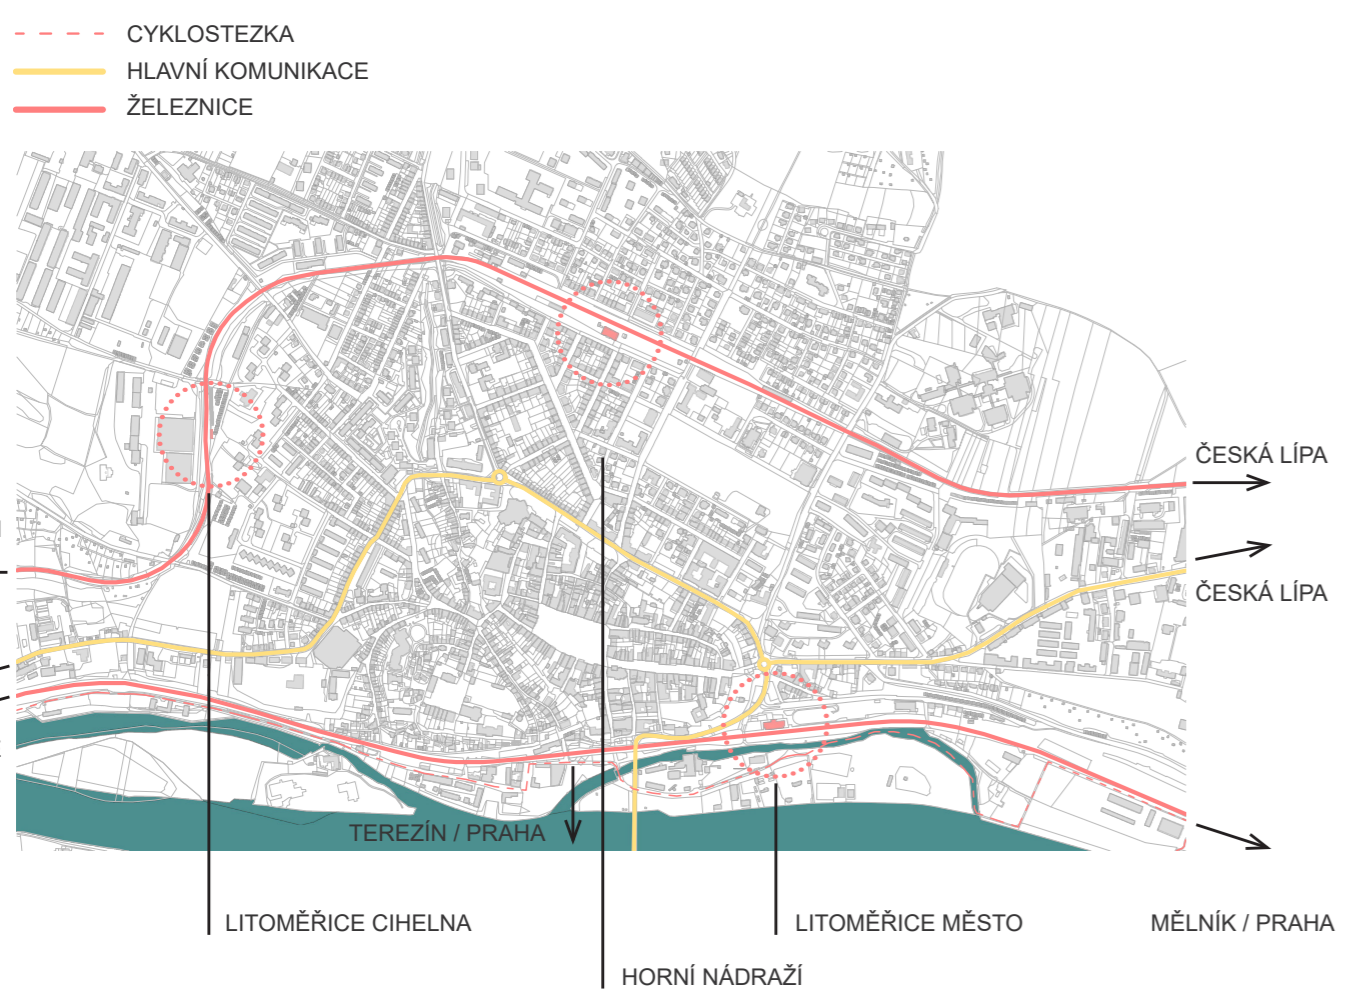 CYKLOSTEZKA
HLAVNÍ KOMUNIKACE
ŽELEZNICE
ČESKÁ LÍPA
ČESKÁ LÍPA
TEREZÍN / PRAHA
LITOMĚŘICE CIHELNA
LITOMĚŘICE MĚSTO
MĚLNÍK / PRAHA
HORNÍ NÁDRAŽÍ